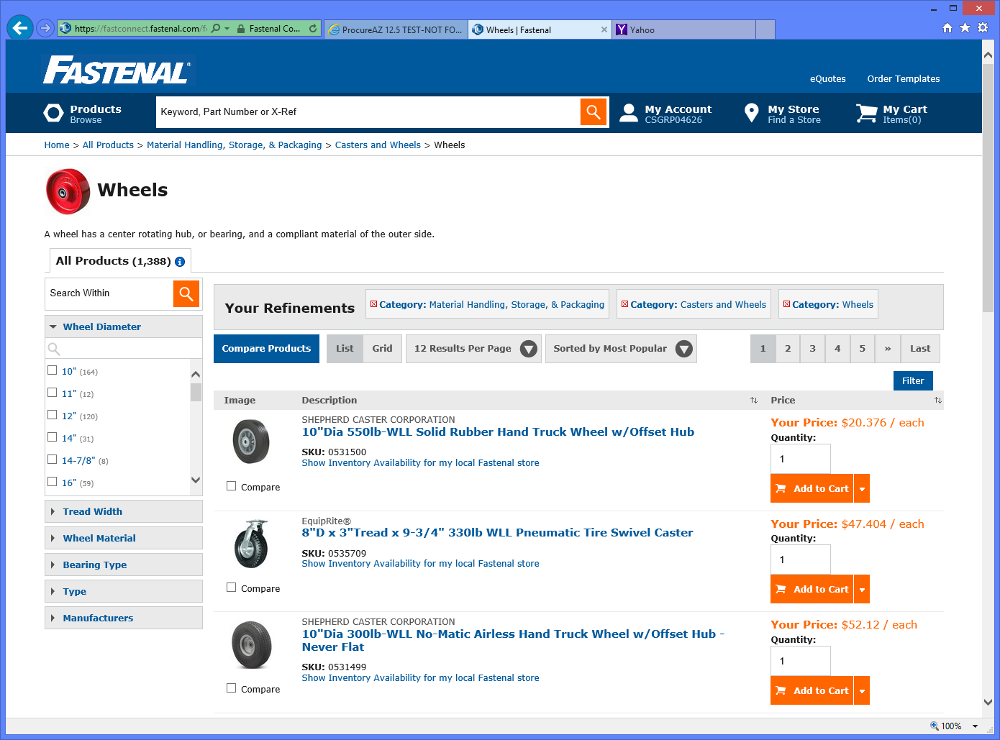 https://fastconnect.fastenal.com/f
Fastenal Co...
ProcureAZ 12.5 TEST-NOT FO...
Wheels | Fastenal
Yahoo
FASTENAL®
eQuotes
Order Templates
Products
Browse
Keyword, Part Number or X-Ref
My Account
CSGRP04626
My Store
Find a Store
My Cart
Items(0)
Home > All Products > Material Handling, Storage, & Packaging > Casters and Wheels > Wheels
Wheels
A wheel has a center rotating hub, or bearing, and a compliant material of the outer side.
All Products (1,388)
Search Within
Wheel Diameter
10" (164)
11" (12)
12" (120)
14" (31)
14-7/8" (8)
16" (59)
Tread Width
Wheel Material
Bearing Type
Type
Manufacturers
Your Refinements
Category: Material Handling, Storage, & Packaging
Category: Casters and Wheels
Category: Wheels
Compare Products
List
Grid
12 Results Per Page
Sorted by Most Popular
1 2 3 4 5 » Last
Filter
Image
Description
Price
SHEPHERD CASTER CORPORATION
10"Dia 550lb-WLL Solid Rubber Hand Truck Wheel w/Offset Hub
SKU: 0531500
Show Inventory Availability for my local Fastenal store
Compare
Your Price: $20.376 / each
Quantity:
1
Add to Cart
EquipRite®
8"D x 3"Tread x 9-3/4" 330lb WLL Pneumatic Tire Swivel Caster
SKU: 0535709
Show Inventory Availability for my local Fastenal store
Compare
Your Price: $47.404 / each
Quantity:
1
Add to Cart
SHEPHERD CASTER CORPORATION
10"Dia 300lb-WLL No-Matic Airless Hand Truck Wheel w/Offset Hub -
Never Flat
SKU: 0531499
Show Inventory Availability for my local Fastenal store
Compare
Your Price: $52.12 / each
Quantity:
1
Add to Cart
100%